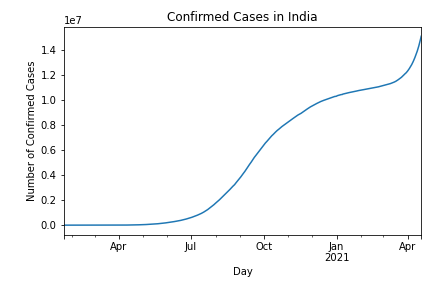 Confirmed Cases in India
1e7
1.4
1.2
1.0
0.8
0.6
0.4
0.2
0.0
Number of Confirmed Cases
Apr Jul Oct Jan Apr
2021
Day